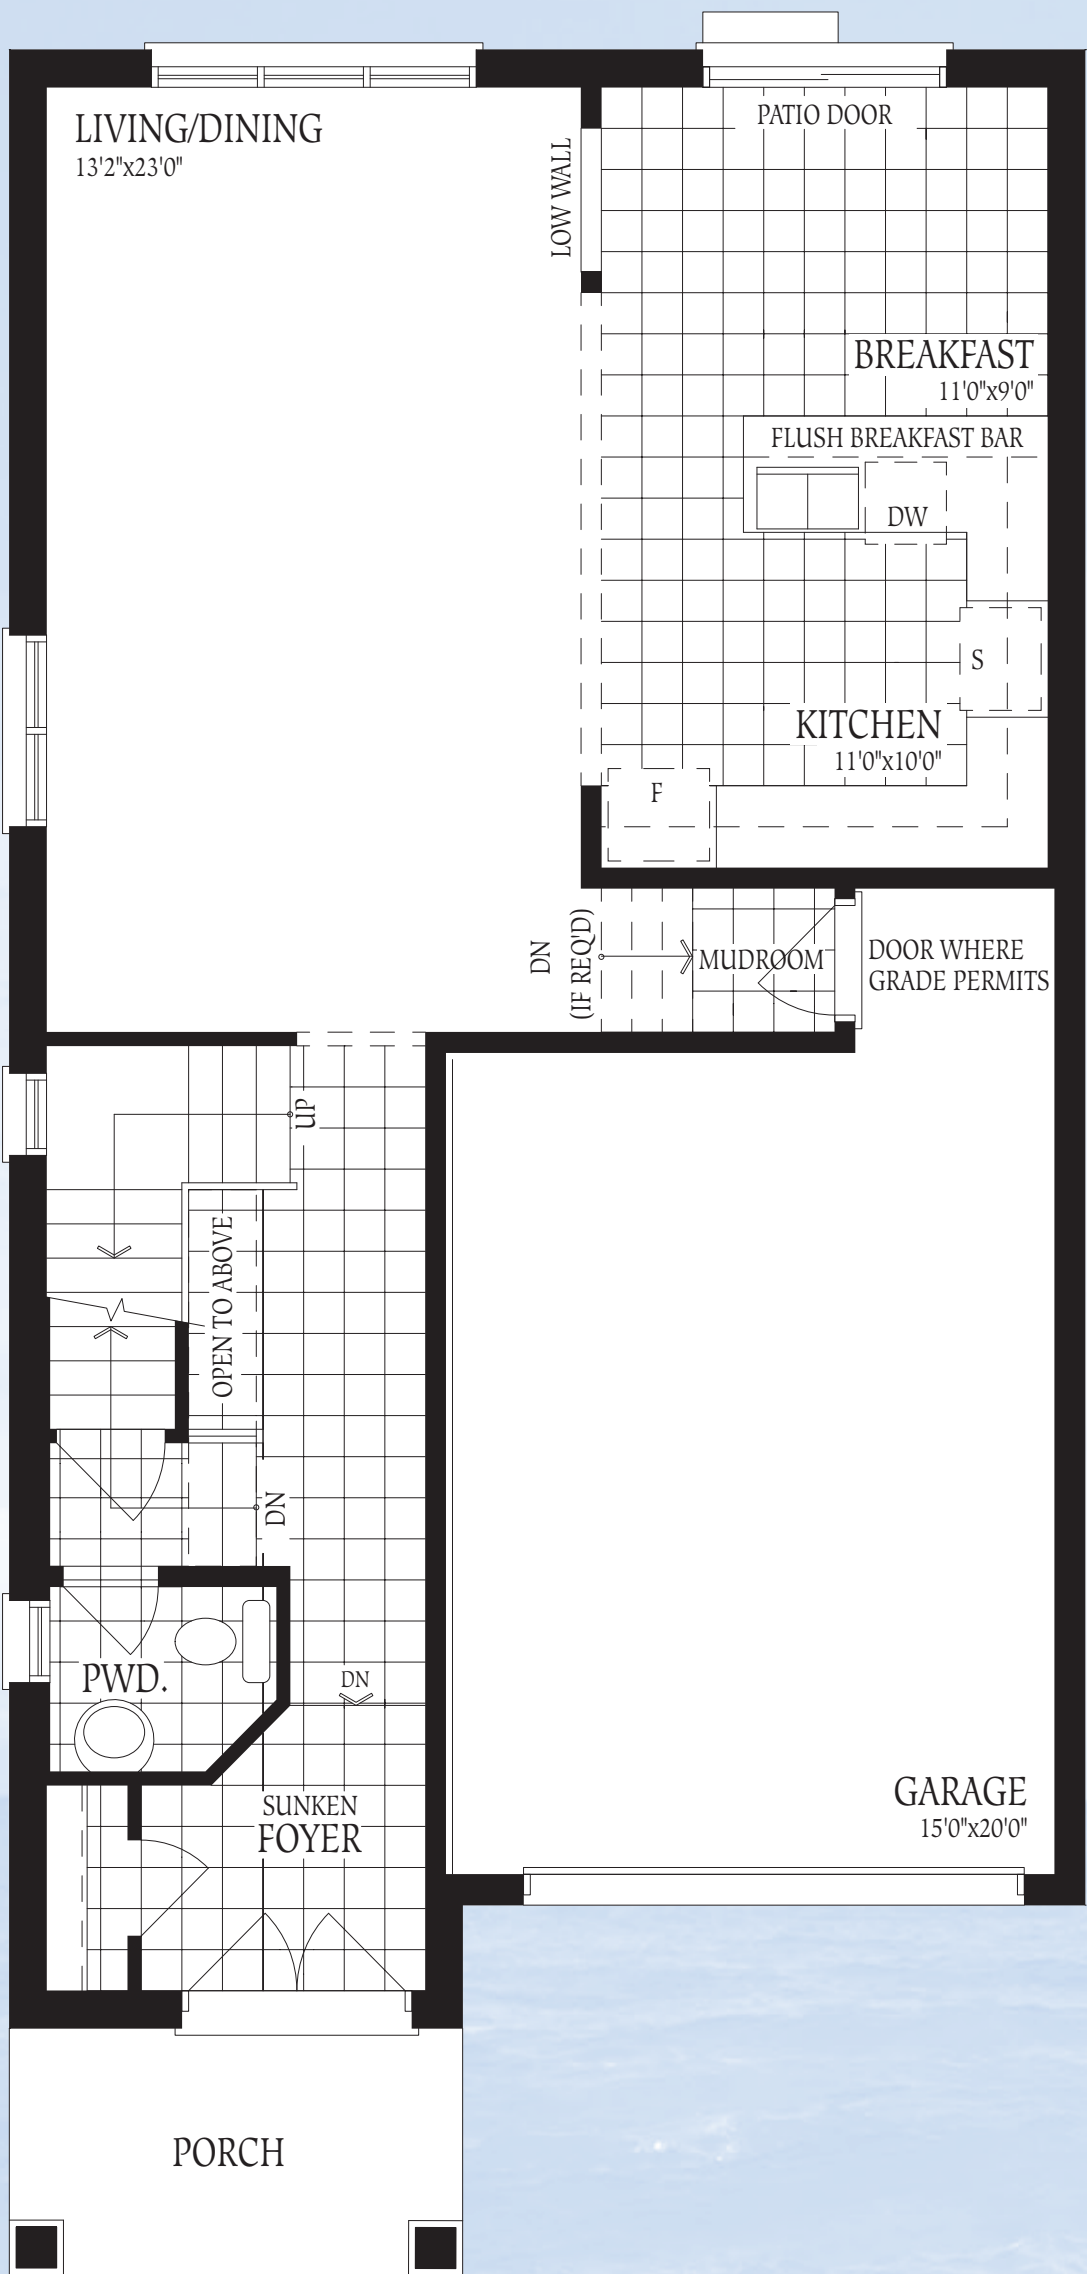 PATIO DOOR
LIVING/DINING
13'2"x23'0"
LOW WALL
BREAKFAST
11'0"x9'0"
FLUSH BREAKFAST BAR
DW
S
KITCHEN
11'0"x10'0"
F
DN
(IF REQ'D)
MUDROOM
DOOR WHERE
GRADE PERMITS
UP
OPEN TO ABOVE
DN
PWD.
DN
GARAGE
15'0"x20'0"
SUNKEN
FOYER
PORCH